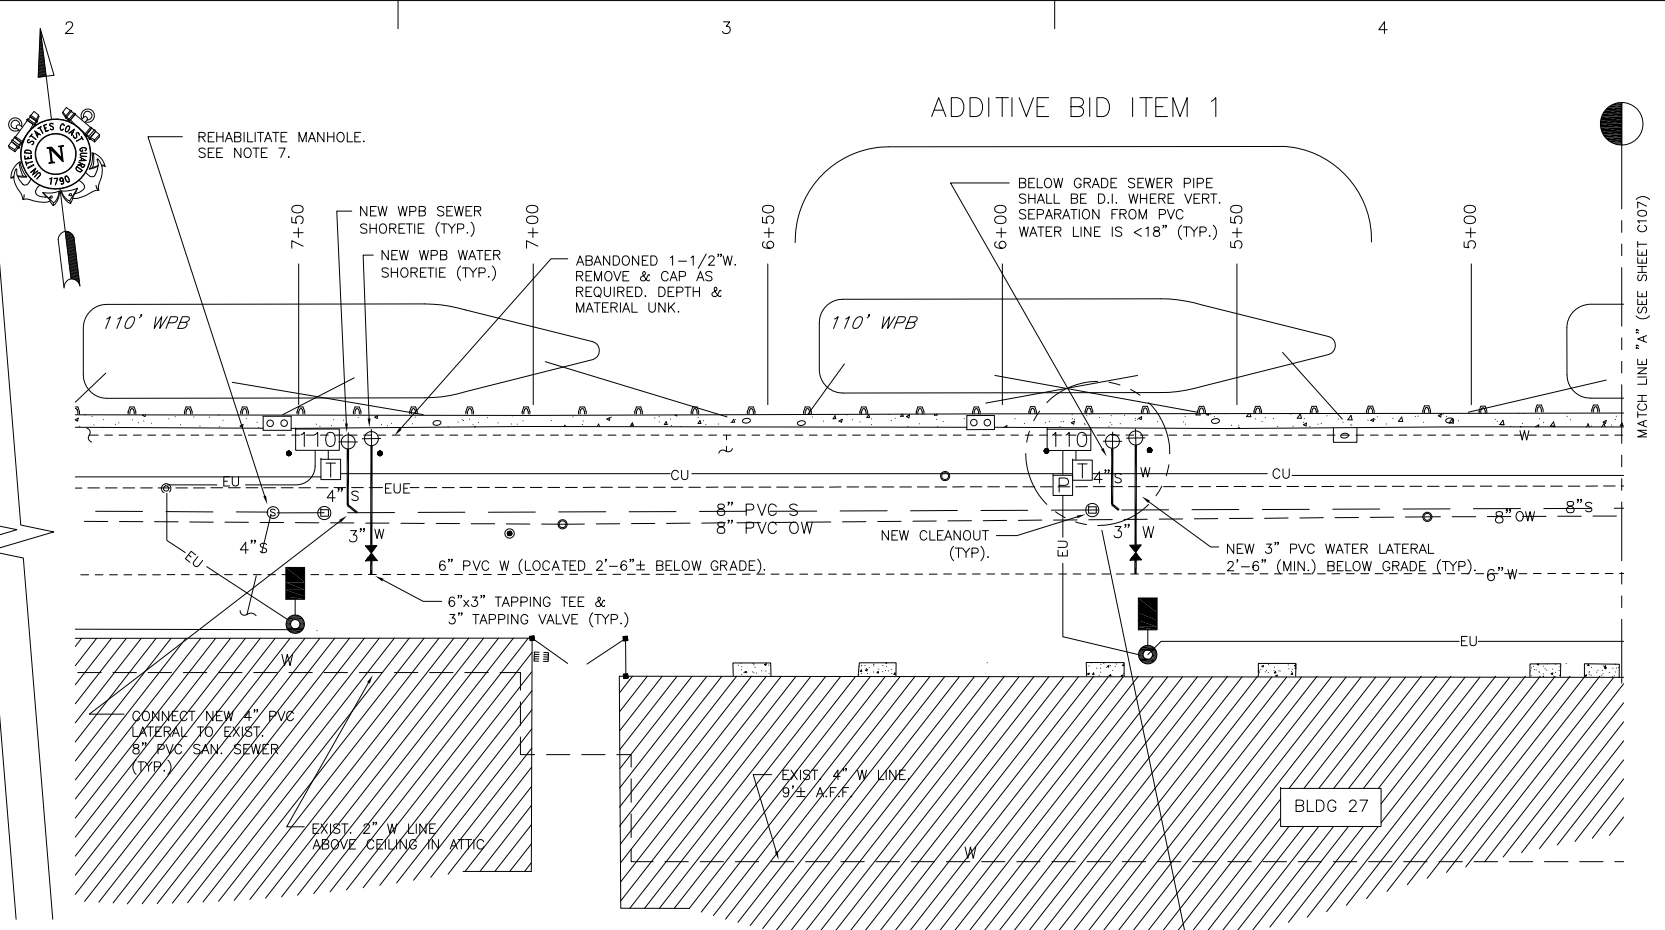 2
3
4
ADDITIVE BID ITEM 1
UNITED STATES COAST GUARD
1790
N
REHABILITATE MANHOLE.
SEE NOTE 7.
BELOW GRADE SEWER PIPE
SHALL BE D.I. WHERE VERT.
SEPARATION FROM PVC
WATER LINE IS <18" (TYP.)
7+50
7+00
6+50
6+00
5+50
5+00
NEW WPB SEWER
SHORETIE (TYP.)
NEW WPB WATER
SHORETIE (TYP.)
ABANDONED 1-1/2"W.
REMOVE & CAP AS
REQUIRED. DEPTH &
MATERIAL UNK.
MATCH LINE "A" (SEE SHEET C107)
110' WPB
110' WPB
110
110
W
T
T
P
EU
EUE
CU
CU
4"
S
4"
S
W
S
8" PVC S
8" PVC OW
8"OW
8"S
4"S
3"
W
3"
W
EU
EU
NEW CLEANOUT
(TYP).
NEW 3" PVC WATER LATERAL
2'-6" (MIN.) BELOW GRADE (TYP).
6" PVC W (LOCATED 2'-6"± BELOW GRADE).
6"W
6"x3" TAPPING TEE &
3" TAPPING VALVE (TYP.)
EU
W
CONNECT NEW 4" PVC
LATERAL TO EXIST.
8" PVC SAN. SEWER
(TYP.)
EXIST. 4" W LINE.
9'± A.F.F.
BLDG 27
EXIST. 2" W LINE
ABOVE CEILING IN ATTIC
W